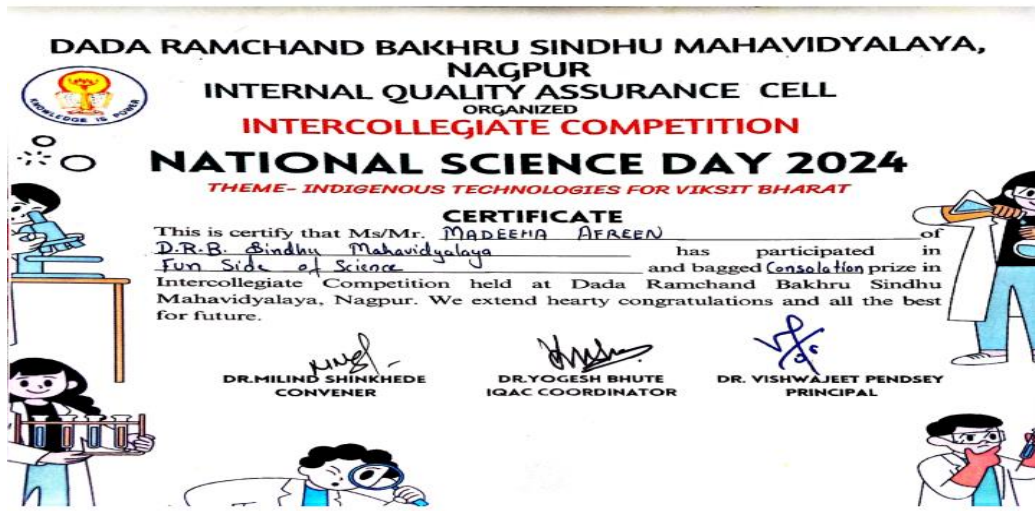 DADA RAMCHAND BAKHRU SINDHU MAHAVIDYALAYA,
NAGPUR
INTERNAL QUALITY ASSURANCE CELL
ORGANIZED
INTERCOLLEGIATE COMPETITION
KNOWLEDGE IS POWER
NATIONAL SCIENCE DAY 2024
THEME- INDIGENOUS TECHNOLOGIES FOR VIKSIT BHARAT
CERTIFICATE
This is certify that Ms/Mr. MADEEHA AFREEN of
D.R.B. Sindhu Mahavidyalaya has participated in
Fun Side of Science and bagged Consolation prize in
Intercollegiate Competition held at Dada Ramchand Bakhru Sindhu
Mahavidyalaya, Nagpur. We extend hearty congratulations and all the best
for future.
DR.MILIND SHINKHEDE
CONVENER
DR.YOGESH BHUTE
IQAC COORDINATOR
DR. VISHWAJEET PENDSEY
PRINCIPAL